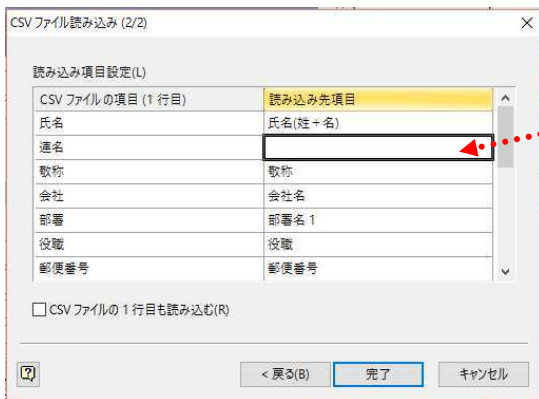 CSV ファイル読み込み (2/2)
読み込み項目設定(L)
CSV ファイルの項目 (1 行目) 読み込み先項目
氏名 氏名(姓+名)
連名
敬称 敬称
会社 会社名
部署 部署名 1
役職 役職
郵便番号 郵便番号
CSV ファイルの 1 行目も読み込む(R)
< 戻る(B) 完了 キャンセル